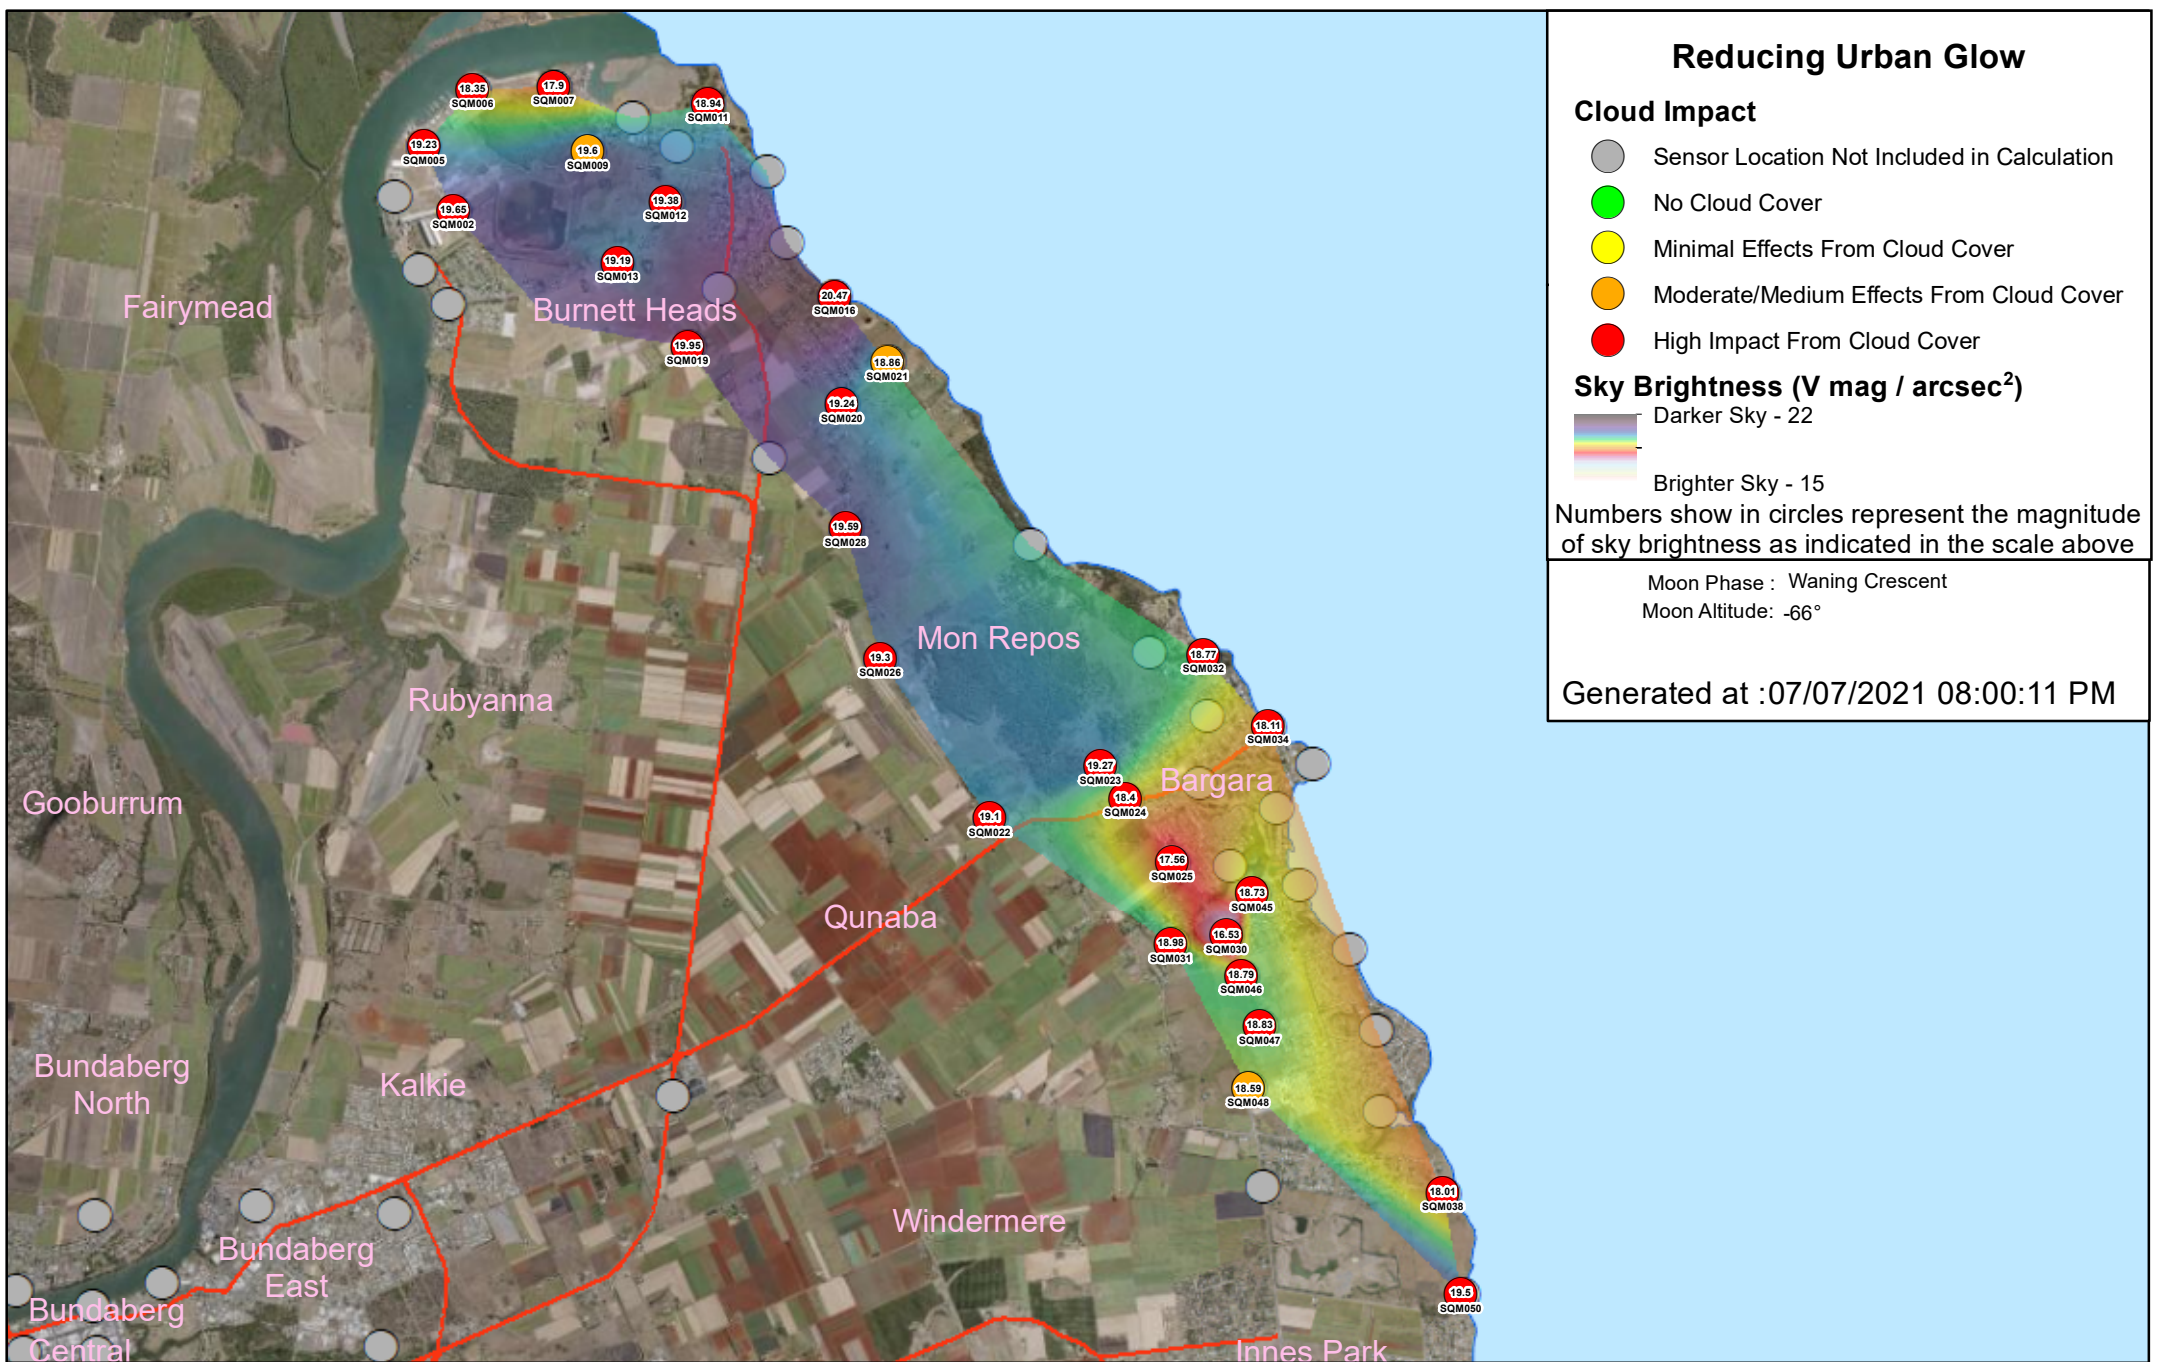 Reducing Urban Glow
Cloud Impact
Sensor Location Not Included in Calculation
No Cloud Cover
Minimal Effects From Cloud Cover
Moderate/Medium Effects From Cloud Cover
High Impact From Cloud Cover
Sky Brightness (V mag / arcsec²)
Darker Sky - 22
Brighter Sky - 15
Numbers show in circles represent the magnitude
of sky brightness as indicated in the scale above
Moon Phase : Waning Crescent
Moon Altitude: -66°
Generated at :07/07/2021 08:00:11 PM
18.35
SQM006
17.9
SQM007
18.94
SQM011
19.23
SQM005
19.6
SQM009
19.65
SQM002
19.38
SQM012
19.19
SQM013
Fairymead
Burnett Heads
20.47
SQM016
19.95
SQM019
18.86
SQM021
19.24
SQM020
19.59
SQM028
Mon Repos
19.3
SQM026
18.77
SQM032
Rubyanna
18.11
SQM034
19.27
SQM023
Bargara
18.4
SQM024
Gooburrum
19.1
SQM022
17.56
SQM025
18.73
SQM045
Qunaba
16.53
SQM030
18.98
SQM031
18.79
SQM046
18.83
SQM047
Bundaberg
North
Kalkie
18.59
SQM048
18.01
SQM038
Windermere
Bundaberg
East
19.5
SQM050
Bundaberg
Central
Innes Park